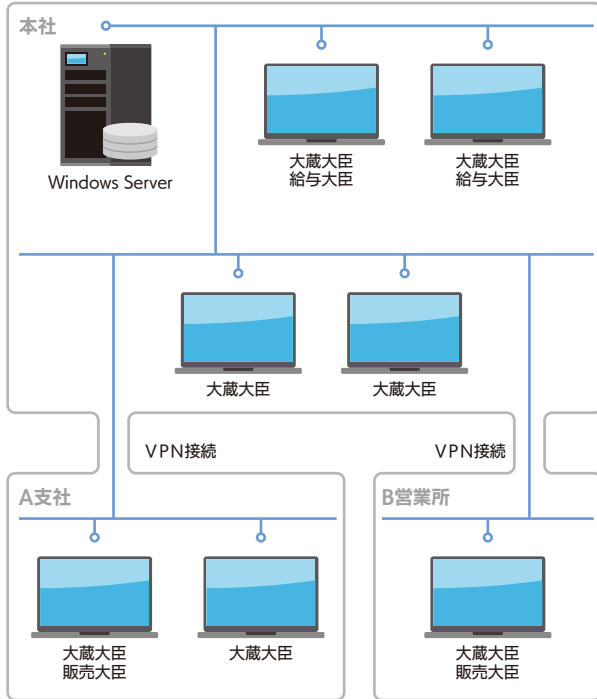 本社
Windows Server
大蔵大臣
給与大臣
大蔵大臣
給与大臣
大蔵大臣
大蔵大臣
VPN接続
VPN接続
A支社
B営業所
大蔵大臣
販売大臣
大蔵大臣
大蔵大臣
販売大臣